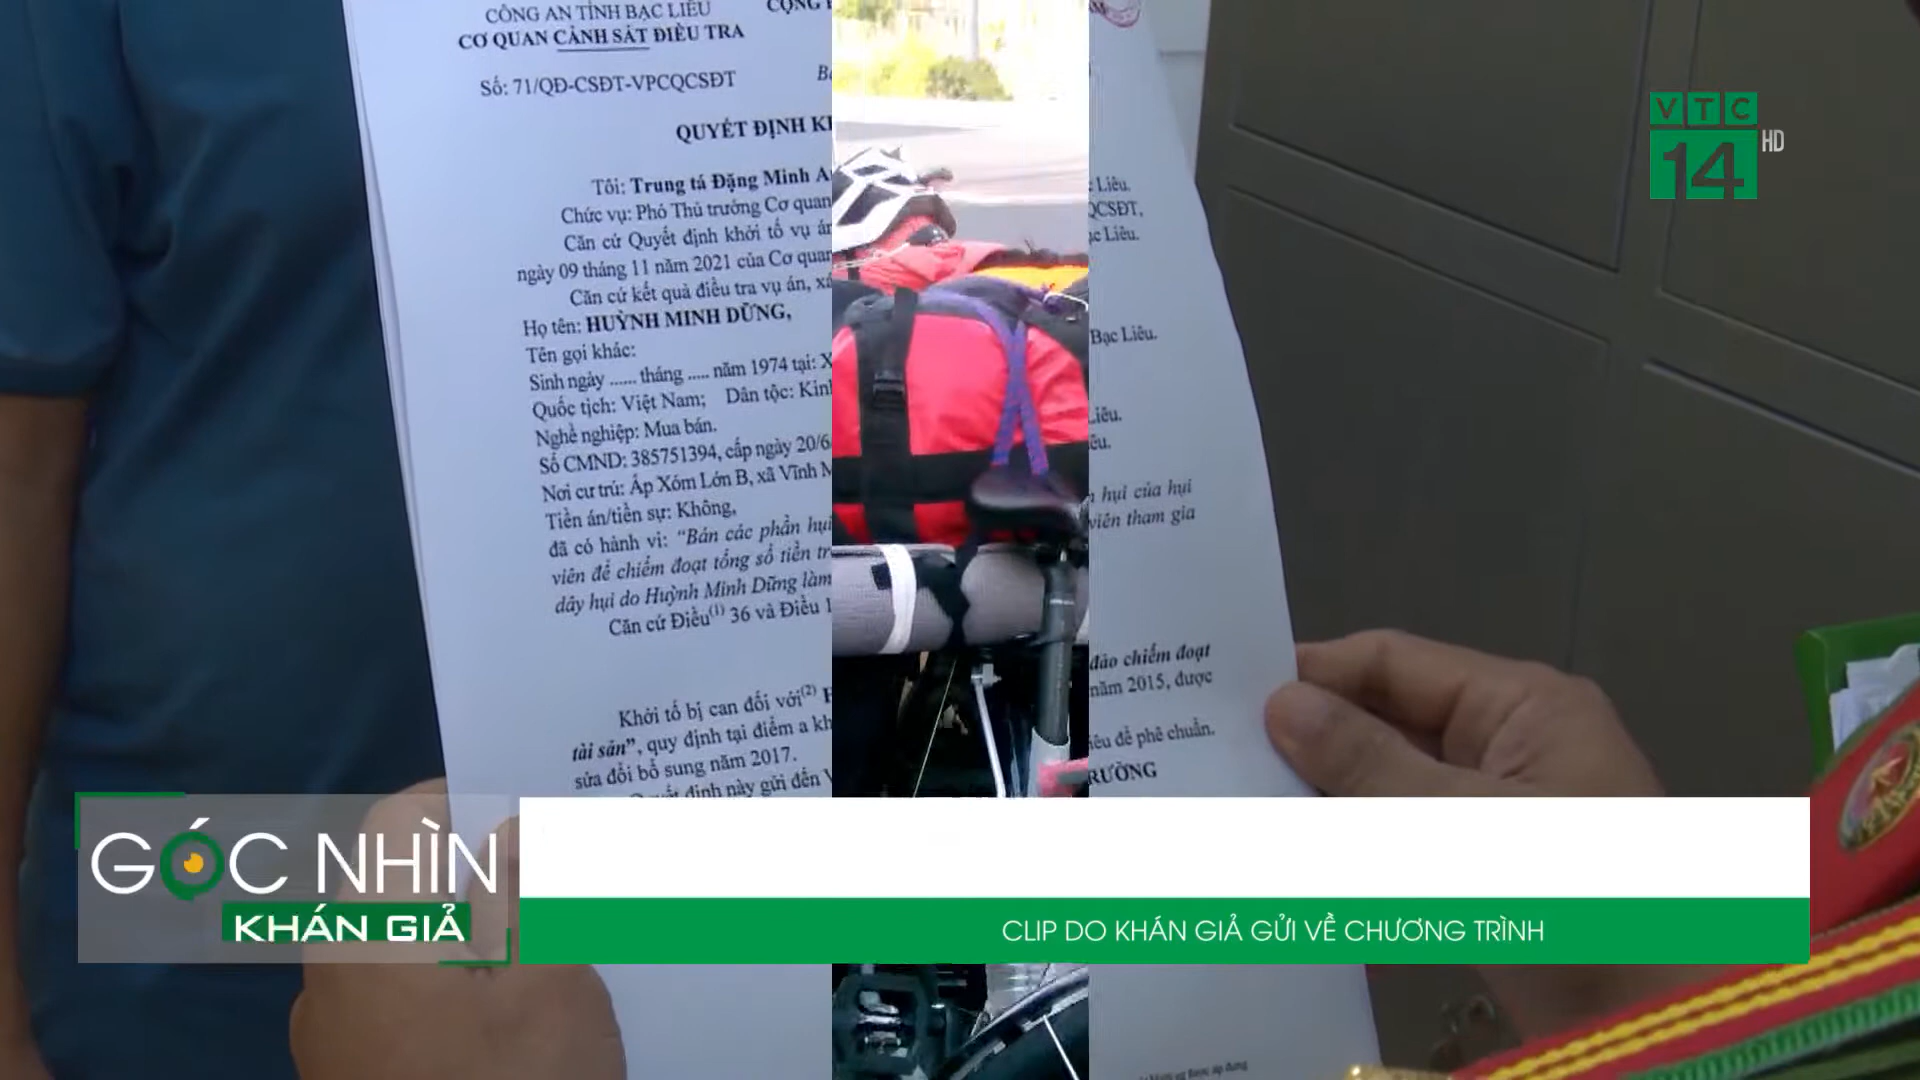 CÔNG AN TỈNH BẠC LIÊU
CƠ QUAN CẢNH SÁT ĐIỀU TRA
Số: 71/QĐ-CSĐT-VPCQCSĐT
QUYẾT ĐỊNH
Tôi: Trung tá Đặng Minh
Chức vụ: Phó Thủ trưởng Cơ quan
Căn cứ Quyết định khởi tố vụ án
ngày 09 tháng 11 năm 2021 của Cơ quan
Căn cứ kết quả điều tra vụ án,
Họ tên: HUỲNH MINH DỮNG,
Tên gọi khác:
Sinh ngày ...... tháng ..... năm 1974 tại:
Quốc tịch: Việt Nam; Dân tộc: Kinh
Nghề nghiệp: Mua bán.
Số CMND: 385751394, cấp ngày 20/6
Nơi cư trú: Ấp Xóm Lớn B, xã Vĩnh
Tiền án/tiền sự: Không,
đã có hành vi: “Bán các phần hụi
viên để chiếm đoạt tổng số tiền
dây hụi do Huỳnh Minh Dững làm
Căn cứ Điều(1) 36 và Điều
Khởi tố bị can đối với(2)
tài sản”, quy định tại điểm a
sửa đổi bổ sung năm 2017.
Quyết định này gửi đến
Liêu.
QCSĐT,
Liêu.
Bạc Liêu.
Liêu.
hụi của hụi
viên tham gia
đảo chiếm đoạt
năm 2015, được
để phê chuẩn.
VTC
14 HD
GÓC NHÌN
KHÁN GIẢ
CLIP DO KHÁN GIẢ GỬI VỀ CHƯƠNG TRÌNH